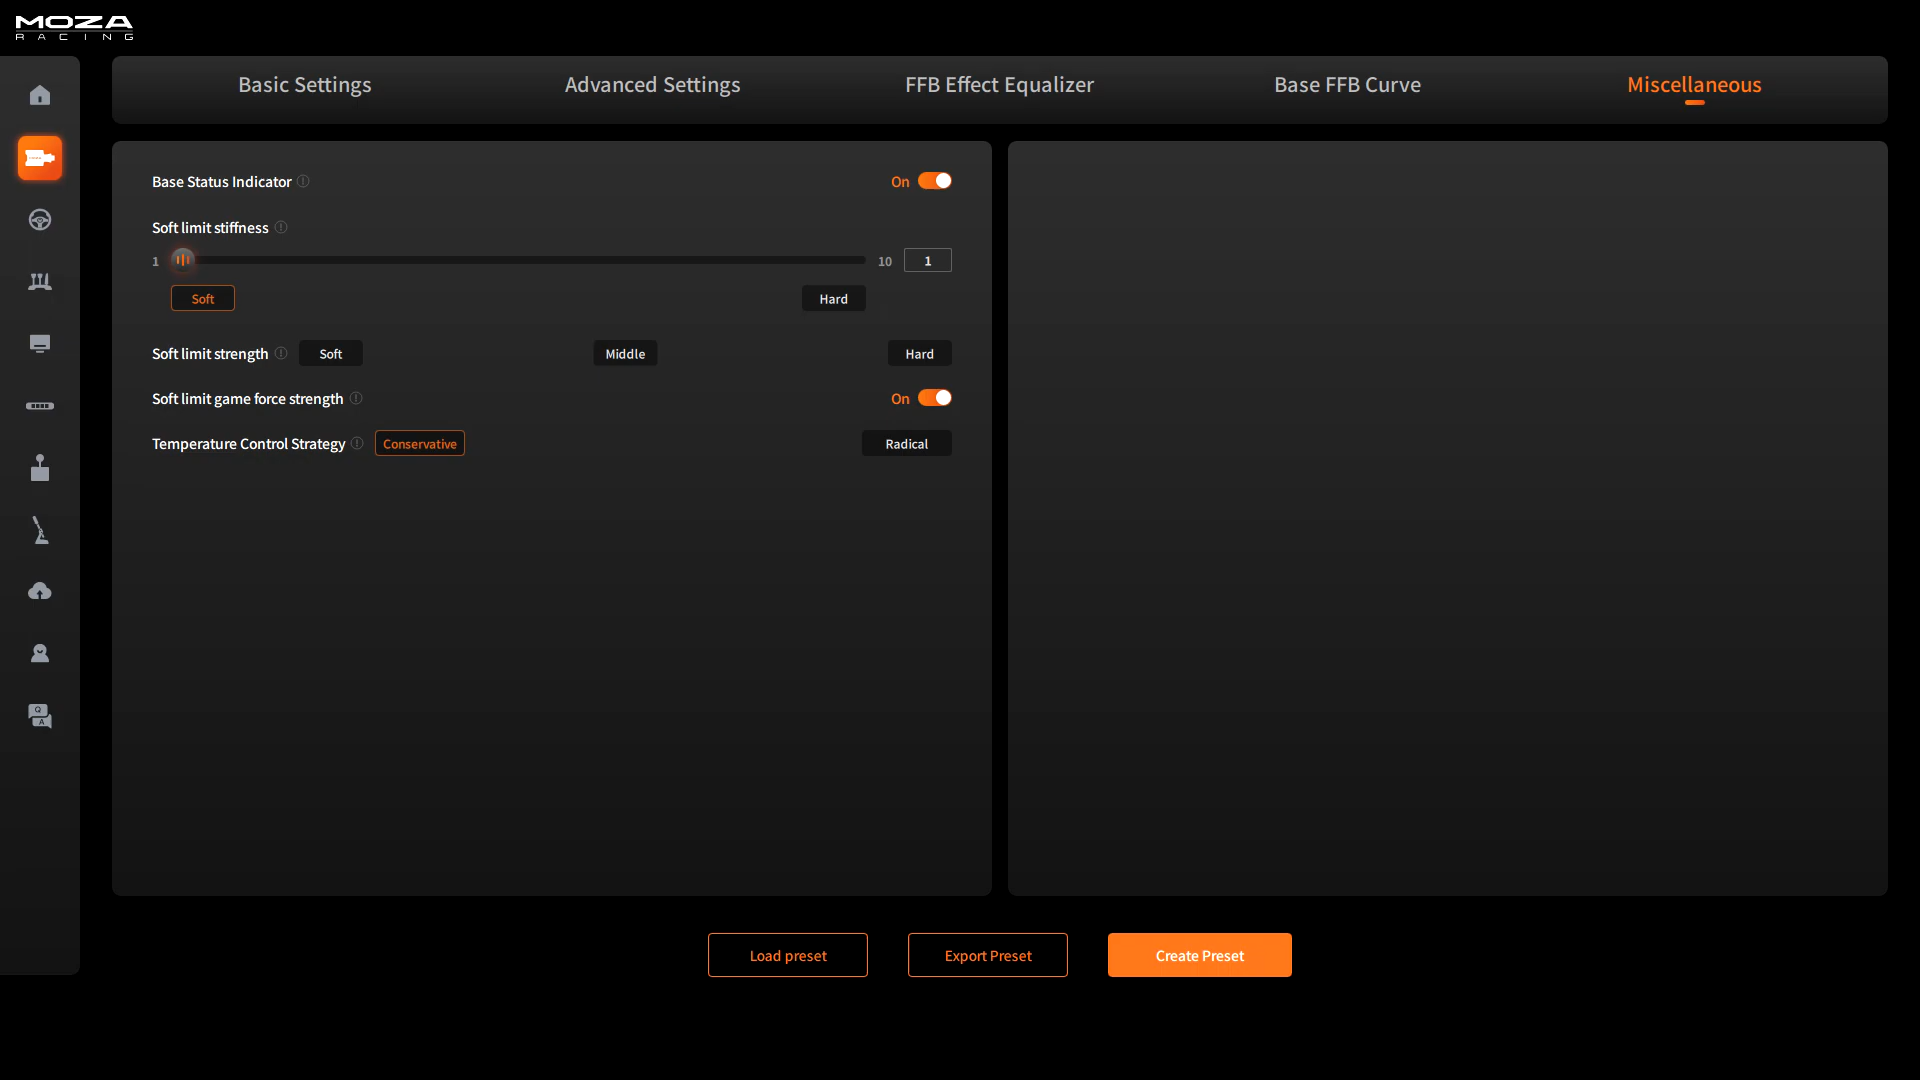 MOZA
RACING
Basic Settings
Advanced Settings
FFB Effect Equalizer
Base FFB Curve
Miscellaneous
Base Status Indicator
On
Soft limit stiffness
1
10
1
Soft
Hard
Soft limit strength
Soft
Middle
Hard
Soft limit game force strength
On
Temperature Control Strategy
Conservative
Radical
Q
A
Load preset
Export Preset
Create Preset